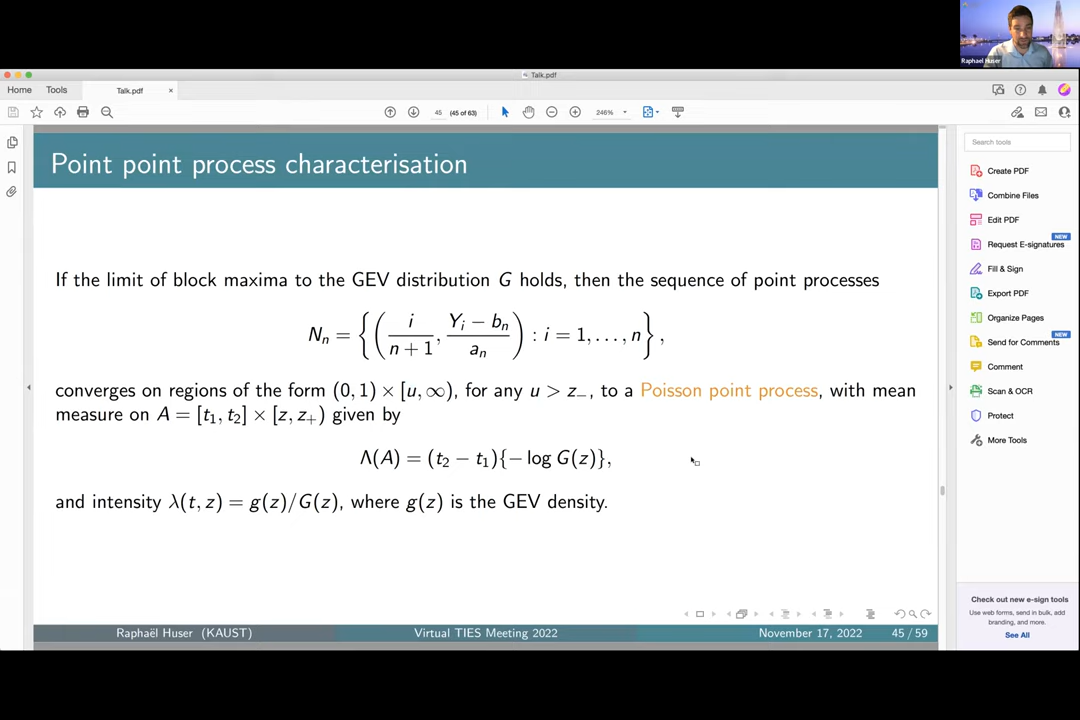 Raphael Huser
Talk.pdf
Home Tools Talk.pdf ×
45 (45 of 63) 246%
Search tools
Create PDF
Combine Files
Edit PDF
NEW
Request E-signatures
Fill & Sign
Export PDF
Organize Pages
NEW
Send for Comments
Comment
Scan & OCR
Protect
More Tools
Check out new e-sign tools
Use web forms, send in bulk, add
branding, and more.
See All
Point point process characterisation
If the limit of block maxima to the GEV distribution G holds, then the sequence of point processes
N_n = {(i/(n + 1), (Y_i − b_n)/a_n) : i = 1, . . . , n},
converges on regions of the form (0, 1) × [u, ∞), for any u > z_−, to a Poisson point process, with mean
measure on A = [t_1, t_2] × [z, z_+) given by
Λ(A) = (t_2 − t_1){− log G(z)},
and intensity λ(t, z) = g(z)/G(z), where g(z) is the GEV density.
Raphaël Huser (KAUST) Virtual TIES Meeting 2022 November 17, 2022 45 / 59